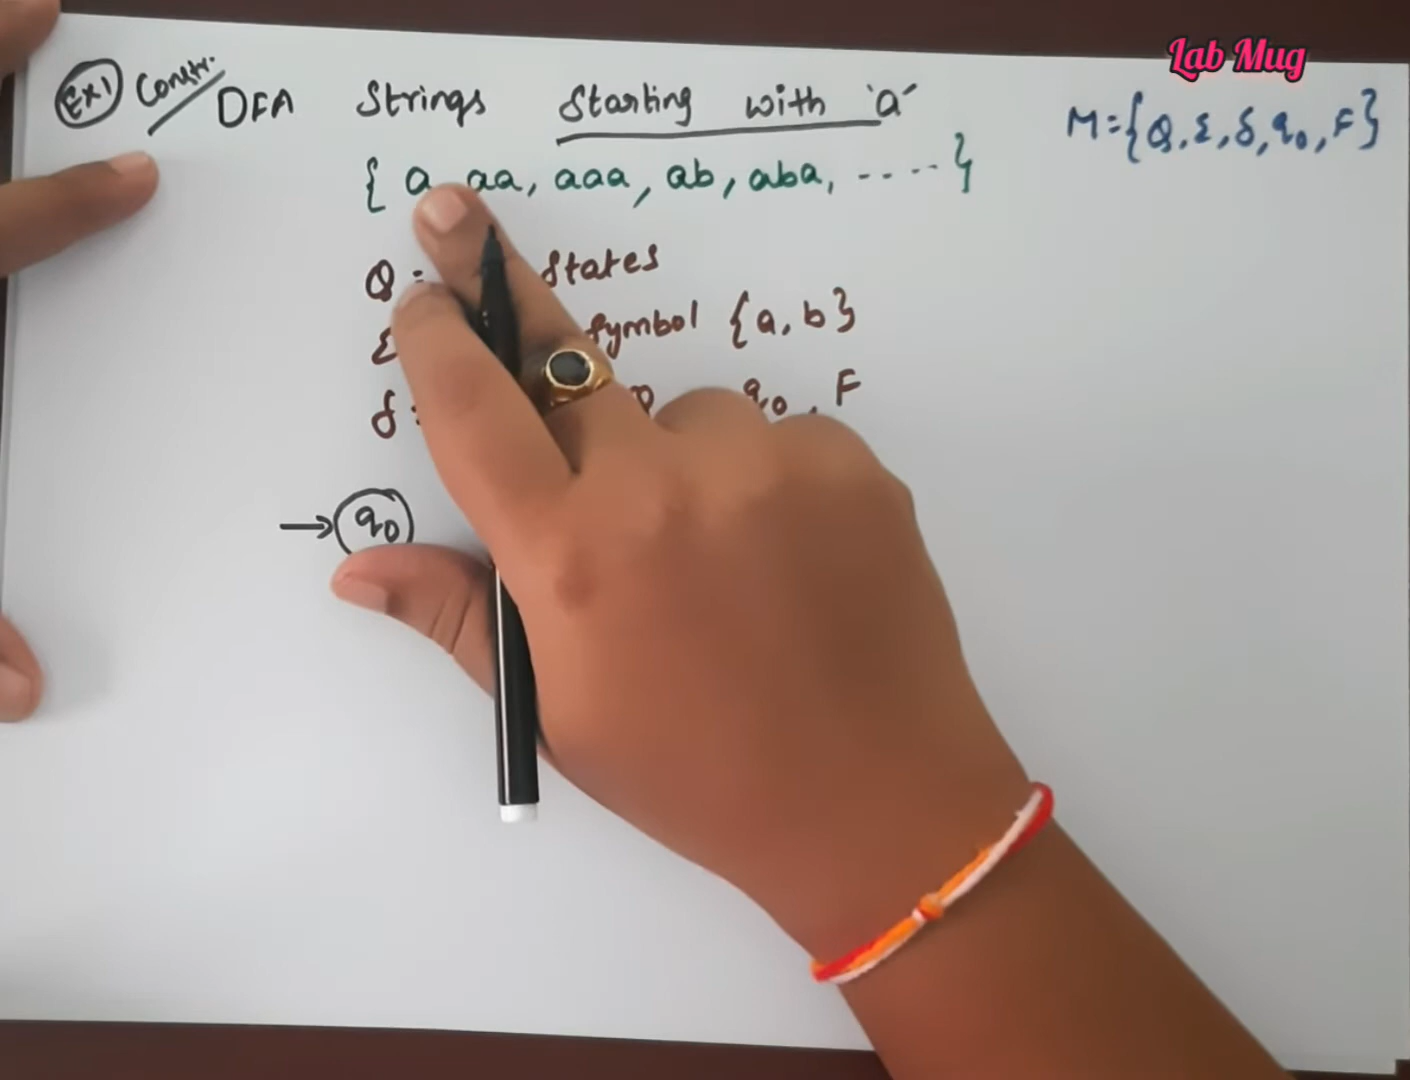 Lab Mug
Ex1 Constr. DFA Strings Starting with 'a'
M={Q,Σ,δ,q₀,F}
{ a, aa, aaa, ab, aba, ..... }
Q: States
Σ Symbol {a,b}
δ: q₀, F
→ q₀